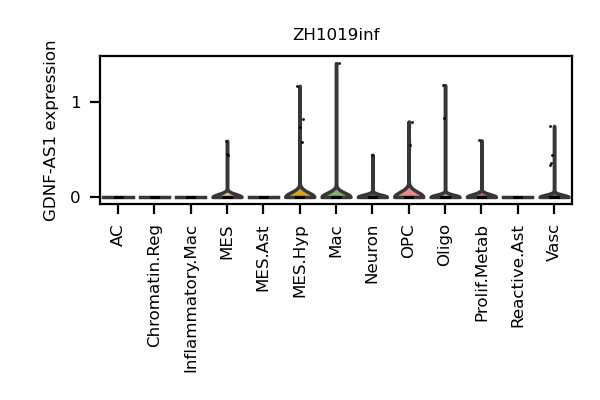 ZH1019inf
GDNF-AS1 expression
1
0
AC
Chromatin.Reg
Inflammatory.Mac
MES
MES.Ast
MES.Hyp
Mac
Neuron
OPC
Oligo
Prolif.Metab
Reactive.Ast
Vasc